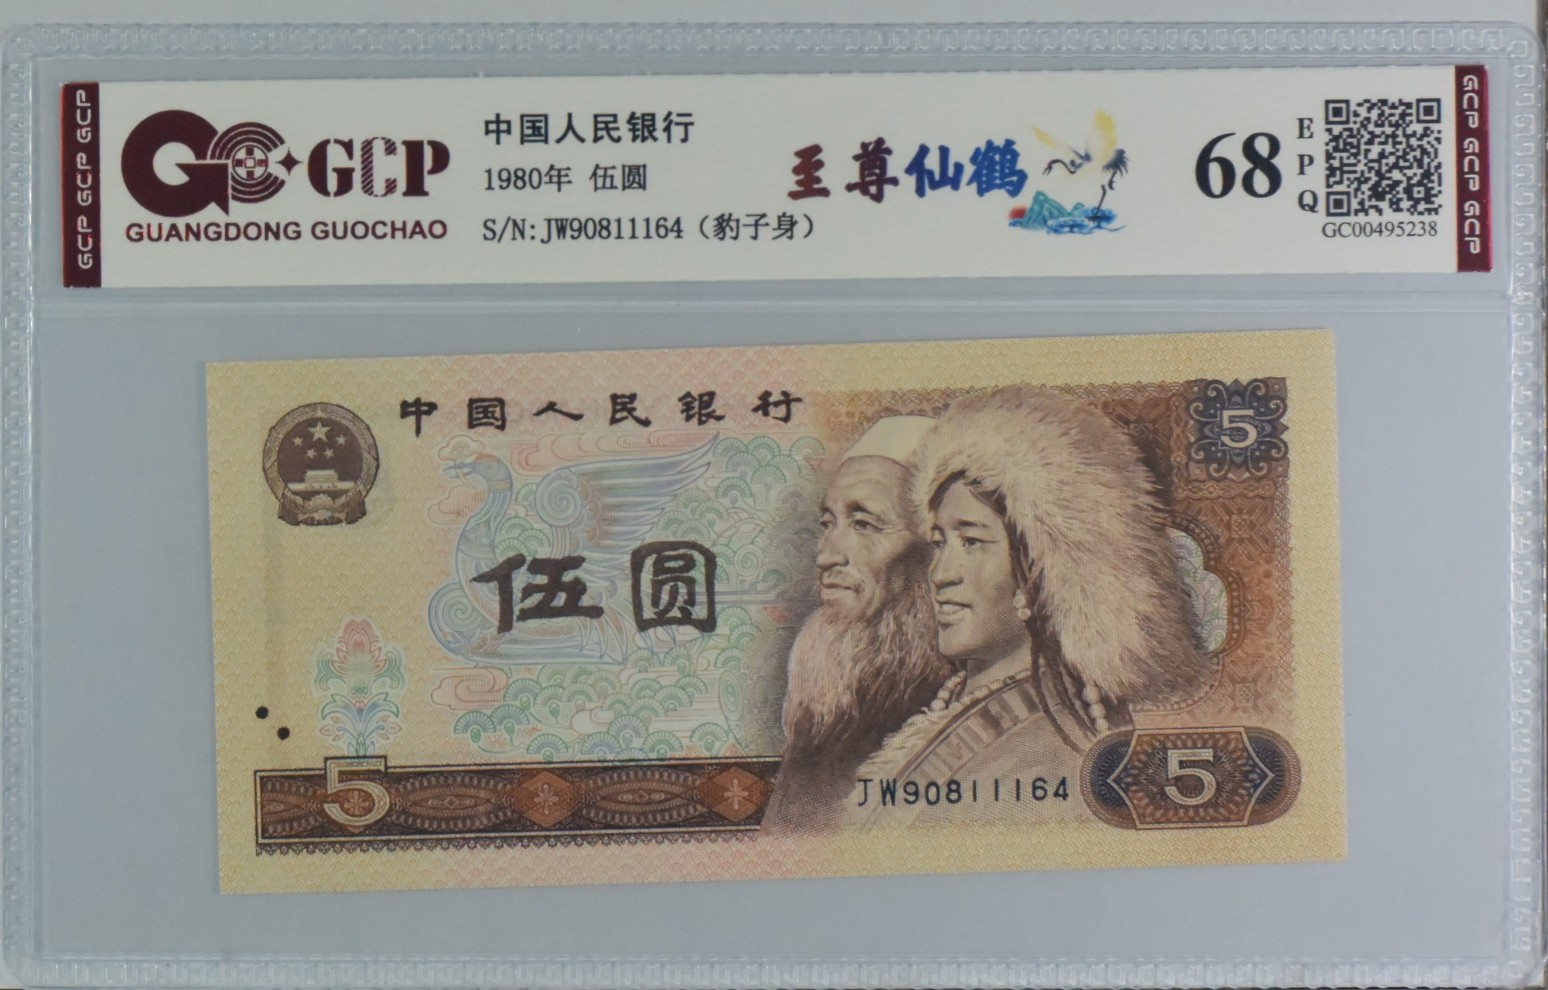 GCP GCP GCP
GCP
GUANGDONG GUOCHAO
中国人民银行
1980年 伍圆
S/N:JW90811164（豹子身）
至尊仙鹤
68
EPQ
GC00495238
GCP GCP GCP
中国人民银行
5
伍圆
5
JW90811164
5